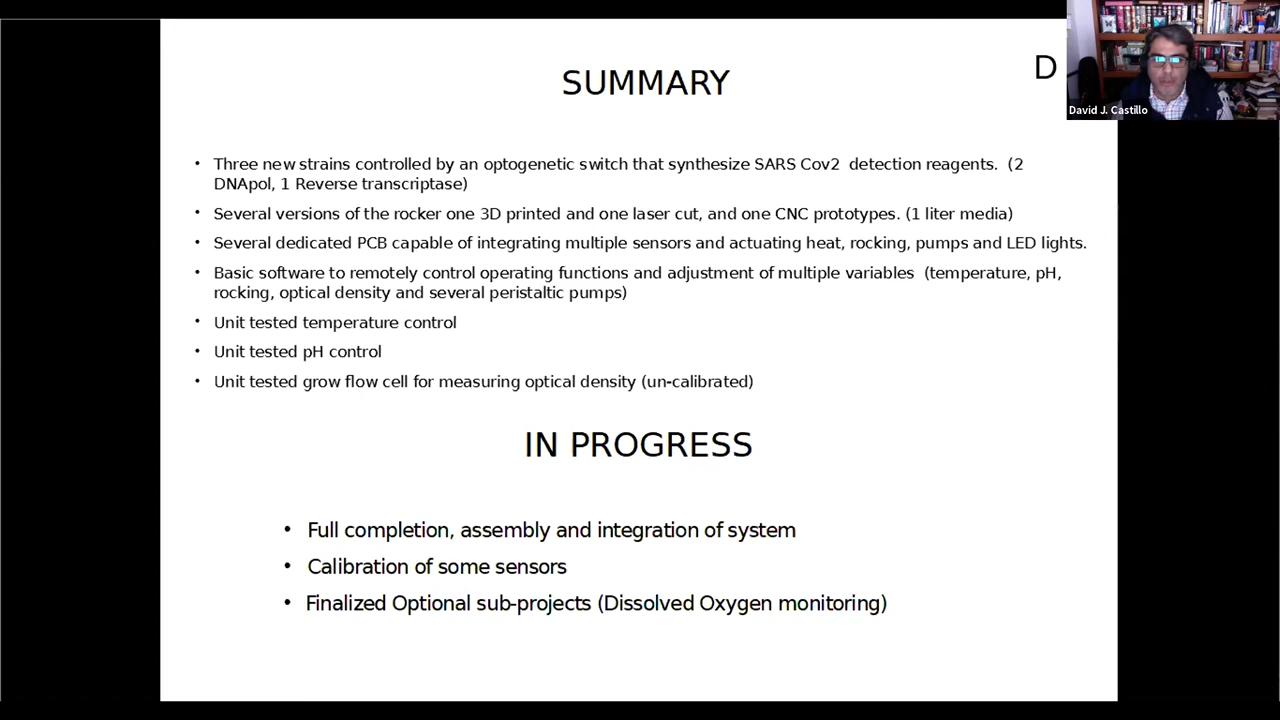 SUMMARY
D
David J. Castillo
• Three new strains controlled by an optogenetic switch that synthesize SARS Cov2 detection reagents. (2
DNApol, 1 Reverse transcriptase)
• Several versions of the rocker one 3D printed and one laser cut, and one CNC prototypes. (1 liter media)
• Several dedicated PCB capable of integrating multiple sensors and actuating heat, rocking, pumps and LED lights.
• Basic software to remotely control operating functions and adjustment of multiple variables (temperature, pH,
rocking, optical density and several peristaltic pumps)
• Unit tested temperature control
• Unit tested pH control
• Unit tested grow flow cell for measuring optical density (un-calibrated)
IN PROGRESS
• Full completion, assembly and integration of system
• Calibration of some sensors
• Finalized Optional sub-projects (Dissolved Oxygen monitoring)